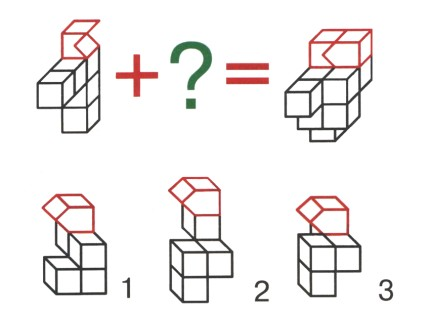 + ? =
1 2 3